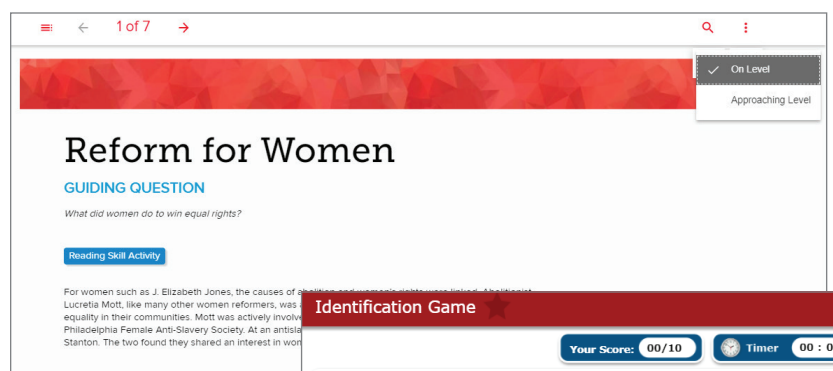 1 of 7
On Level
Approaching Level
Reform for Women
GUIDING QUESTION
What did women do to win equal rights?
Reading Skill Activity
For women such as J. Elizabeth Jones, the causes of abolition and women's rights were linked. Abolitionist
Lucretia Mott, like many other women reformers, was
equality in their communities. Mott was actively involv
Philadelphia Female Anti-Slavery Society. At an antisla
Stanton. The two found they shared an interest in wo
Identification Game
Your Score: 00/10
Timer 00 : 0